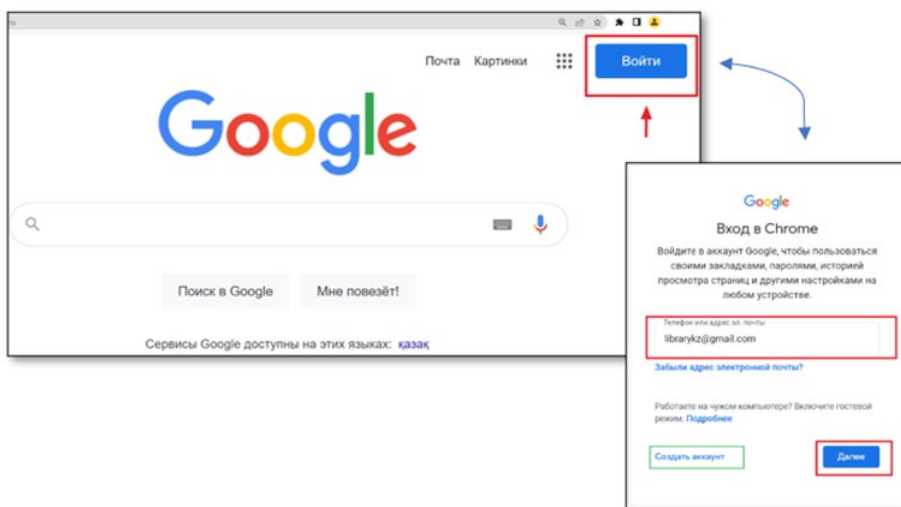 Почта Картинки Войти
Google
Поиск в Google Мне повезёт!
Сервисы Google доступны на этих языках: қазақ
Google
Вход в Chrome
Войдите в аккаунт Google, чтобы пользоваться
своими закладками, паролями, историей
просмотра страниц и другими настройками на
любом устройстве.
Телефон или адрес эл. почты
librarykz@gmail.com
Забыли адрес электронной почты?
Работаете на чужом компьютере? Включите гостевой
режим. Подробнее
Создать аккаунт Далее